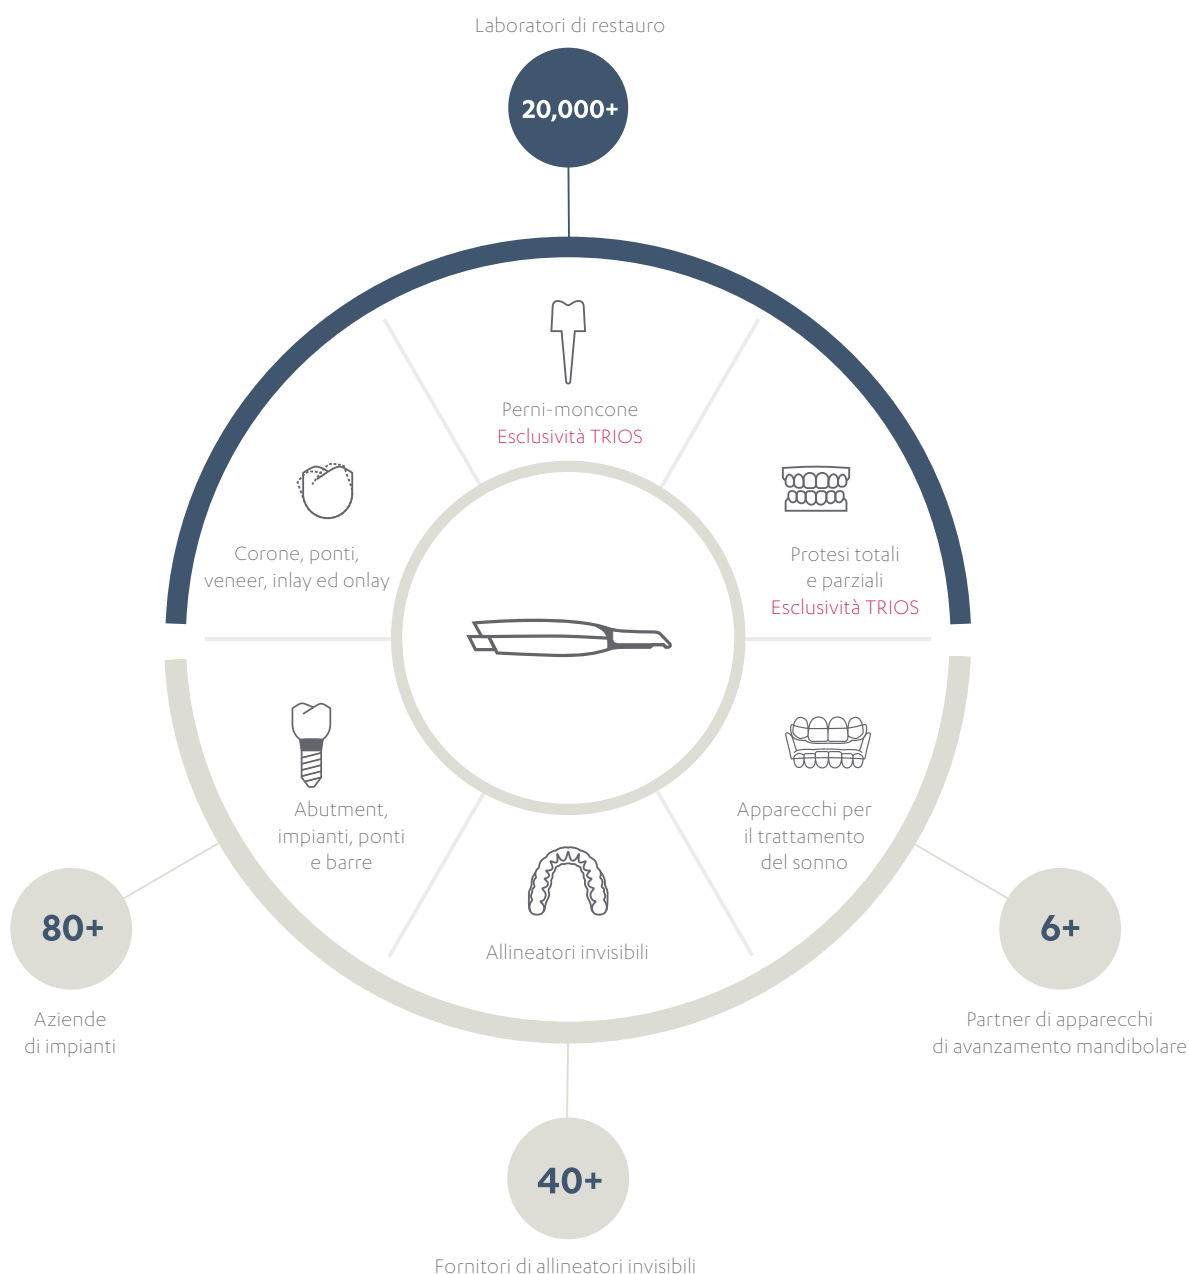 Laboratori di restauro
20,000+
Perni-moncone
Esclusività TRIOS
Corone, ponti,
veneer, inlay ed onlay
Protesi totali
e parziali
Esclusività TRIOS
Abutment,
impianti, ponti
e barre
Apparecchi per
il trattamento
del sonno
Allineatori invisibili
80+
Aziende
di impianti
6+
Partner di apparecchi
di avanzamento mandibolare
40+
Fornitori di allineatori invisibili